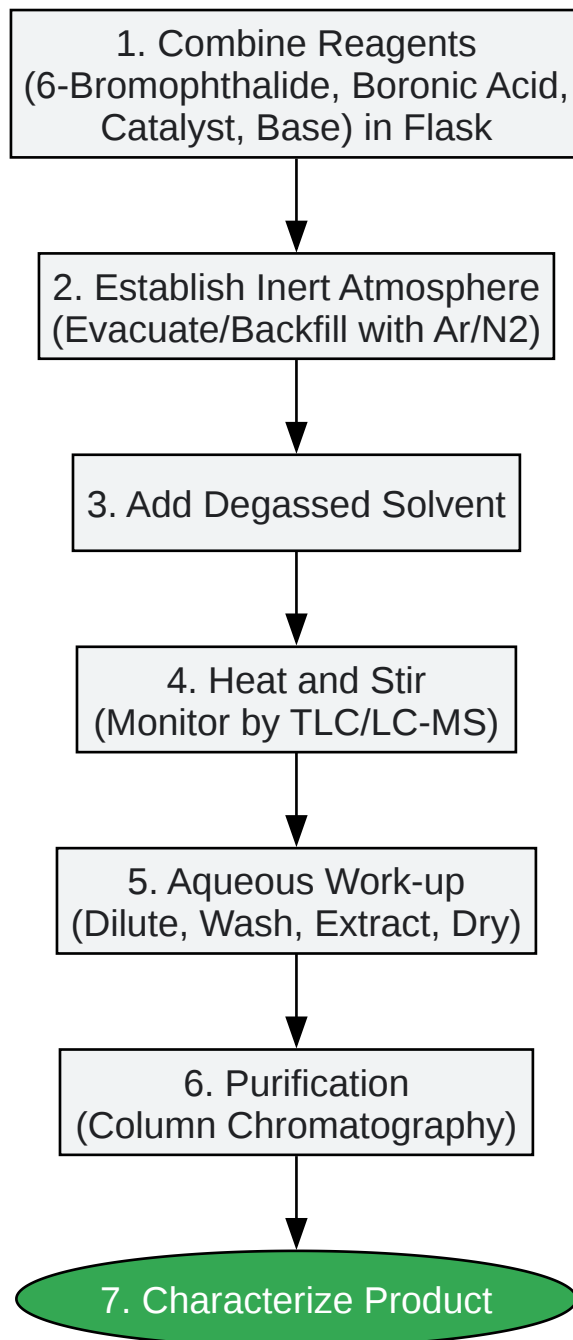 1. Combine Reagents
(6-Bromophthalide, Boronic Acid,
Catalyst, Base) in Flask
2. Establish Inert Atmosphere
(Evacuate/Backfill with Ar/N2)
3. Add Degassed Solvent
4. Heat and Stir
(Monitor by TLC/LC-MS)
5. Aqueous Work-up
(Dilute, Wash, Extract, Dry)
6. Purification
(Column Chromatography)
7. Characterize Product